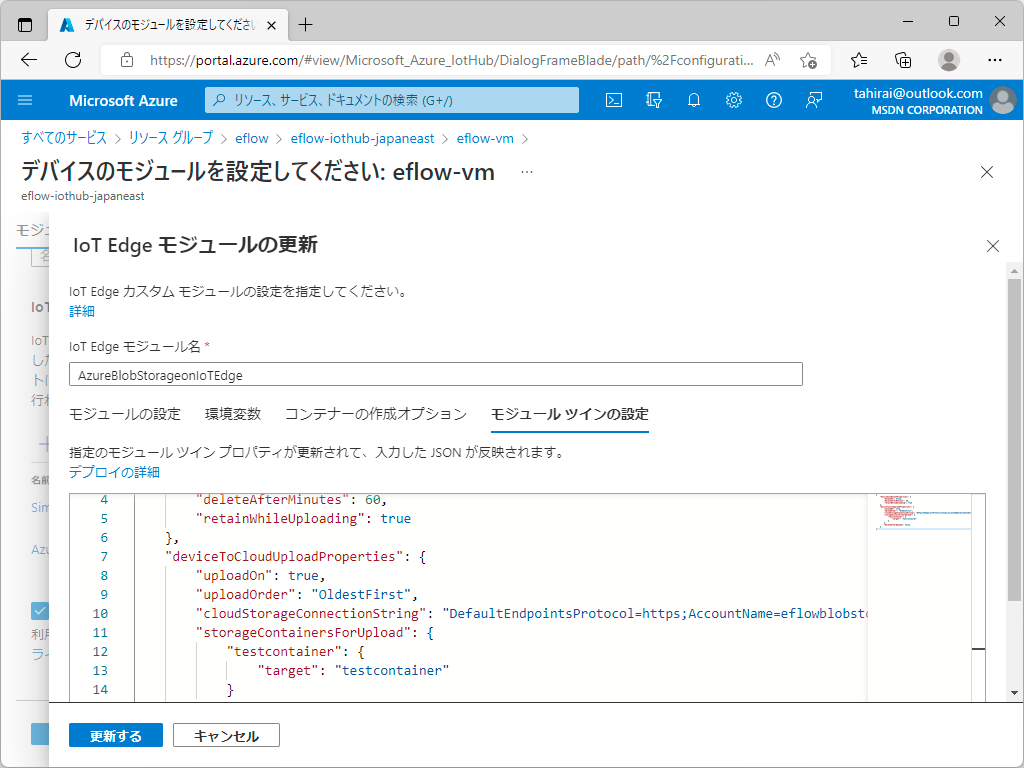 デバイスのモジュールを設定してくださ
https://portal.azure.com/#view/Microsoft_Azure_IotHub/DialogFrameBlade/path/%2Fconfigurati...
Microsoft Azure
リソース、サービス、ドキュメントの検索 (G+/)
tahirai@outlook.com
MSDN CORPORATION
すべてのサービス > リソース グループ > eflow > eflow-iothub-japaneast > eflow-vm >
デバイスのモジュールを設定してください: eflow-vm ...
eflow-iothub-japaneast
モジュ
名
IoT
IoT
した
トに
行わ
名前
Sim
Azu
利用
ライ
IoT Edge モジュールの更新
IoT Edge カスタム モジュールの設定を指定してください。
詳細
IoT Edge モジュール名 *
AzureBlobStorageonIoTEdge
モジュールの設定 環境変数 コンテナーの作成オプション モジュール ツインの設定
指定のモジュール ツイン プロパティが更新されて、入力した JSON が反映されます。
デプロイの詳細
4 "deleteAfterMinutes": 60,
5 "retainWhileUploading": true
6 },
7 "deviceToCloudUploadProperties": {
8 "uploadOn": true,
9 "uploadOrder": "OldestFirst",
10 "cloudStorageConnectionString": "DefaultEndpointsProtocol=https;AccountName=eflowblobsto
11 "storageContainersForUpload": {
12 "testcontainer": {
13 "target": "testcontainer"
14 }
更新する キャンセル